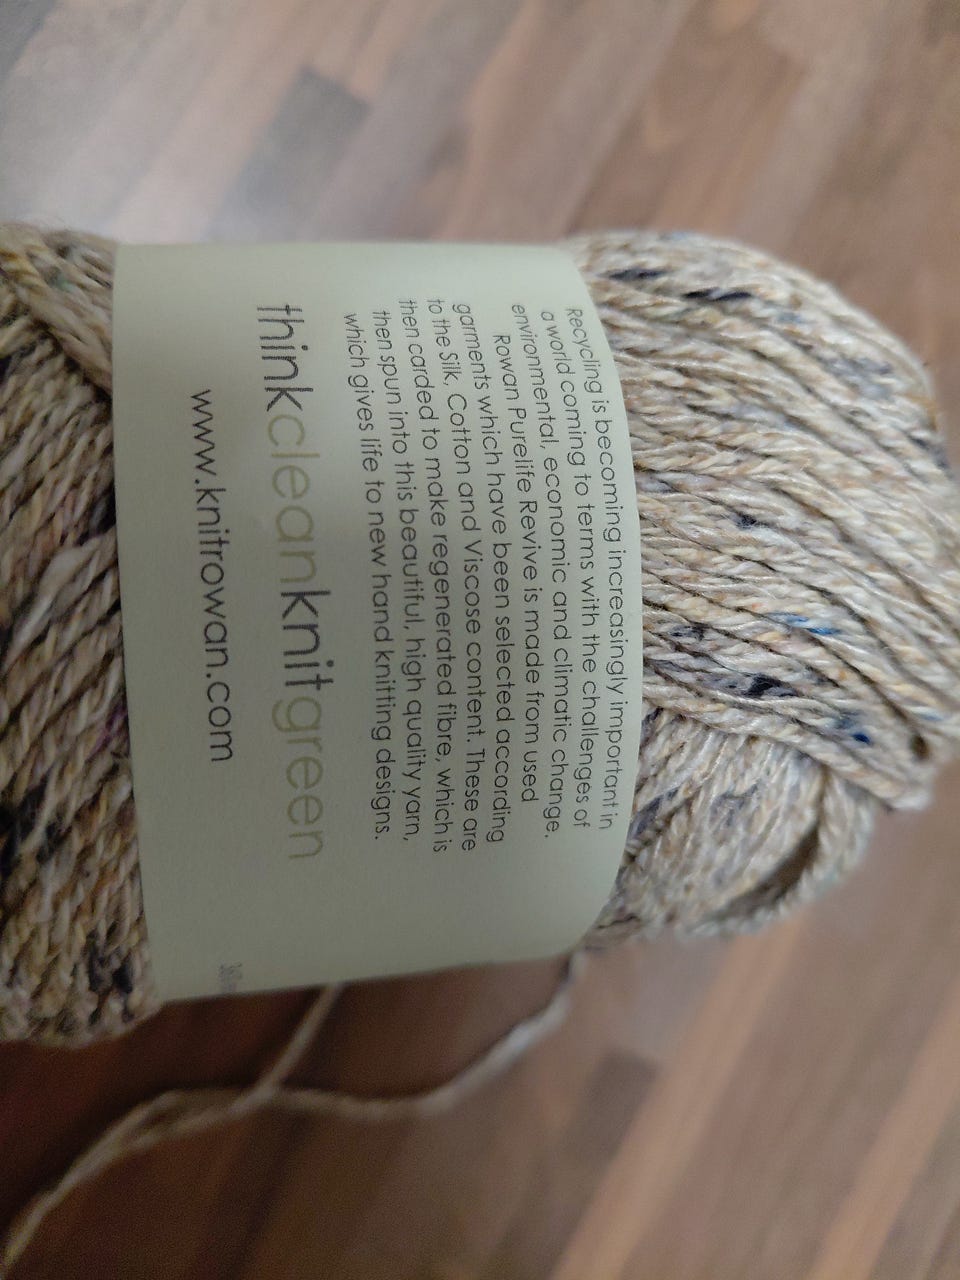 Recycling is becoming increasingly important in
a world coming to terms with the challenges of
environmental, economic and climatic change.
Rowan Purelife Revive is made from used
garments which have been selected according
to the Silk, Cotton and Viscose content. These are
then carded to make regenerated fibre, which is
then spun into this beautiful, high quality yarn,
which gives life to new hand knitting designs.
thinkcleanknitgreen
www.knitrowan.com